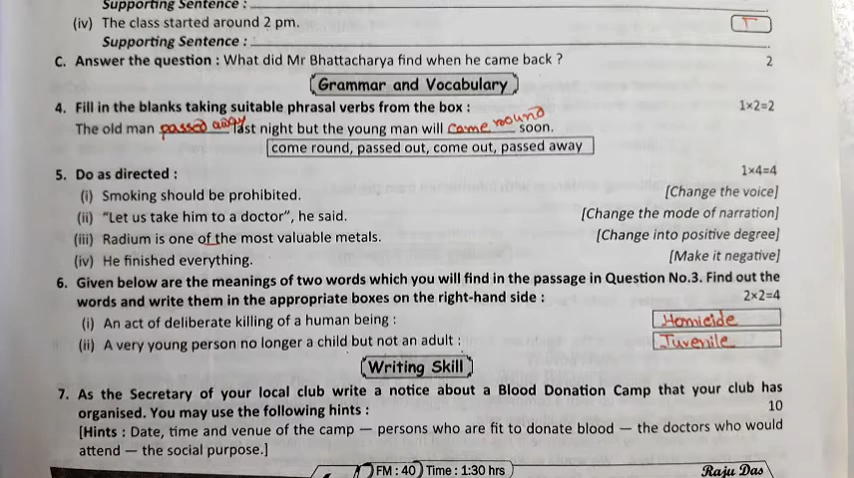 Supporting Sentence :
(iv) The class started around 2 pm. T
Supporting Sentence :
C. Answer the question : What did Mr Bhattacharya find when he came back ? 2
Grammar and Vocabulary
4. Fill in the blanks taking suitable phrasal verbs from the box : 1×2=2
The old man passed away last night but the young man will come round soon.
come round, passed out, come out, passed away
5. Do as directed : 1×4=4
(i) Smoking should be prohibited. [Change the voice]
(ii) “Let us take him to a doctor”, he said. [Change the mode of narration]
(iii) Radium is one of the most valuable metals. [Change into positive degree]
(iv) He finished everything. [Make it negative]
6. Given below are the meanings of two words which you will find in the passage in Question No.3. Find out the
words and write them in the appropriate boxes on the right-hand side : 2×2=4
(i) An act of deliberate killing of a human being : Homicide
(ii) A very young person no longer a child but not an adult : Juvenile
Writing Skill
7. As the Secretary of your local club write a notice about a Blood Donation Camp that your club has
organised. You may use the following hints : 10
[Hints : Date, time and venue of the camp — persons who are fit to donate blood — the doctors who would
attend — the social purpose.]
FM : 40 Time : 1:30 hrs Raju Das